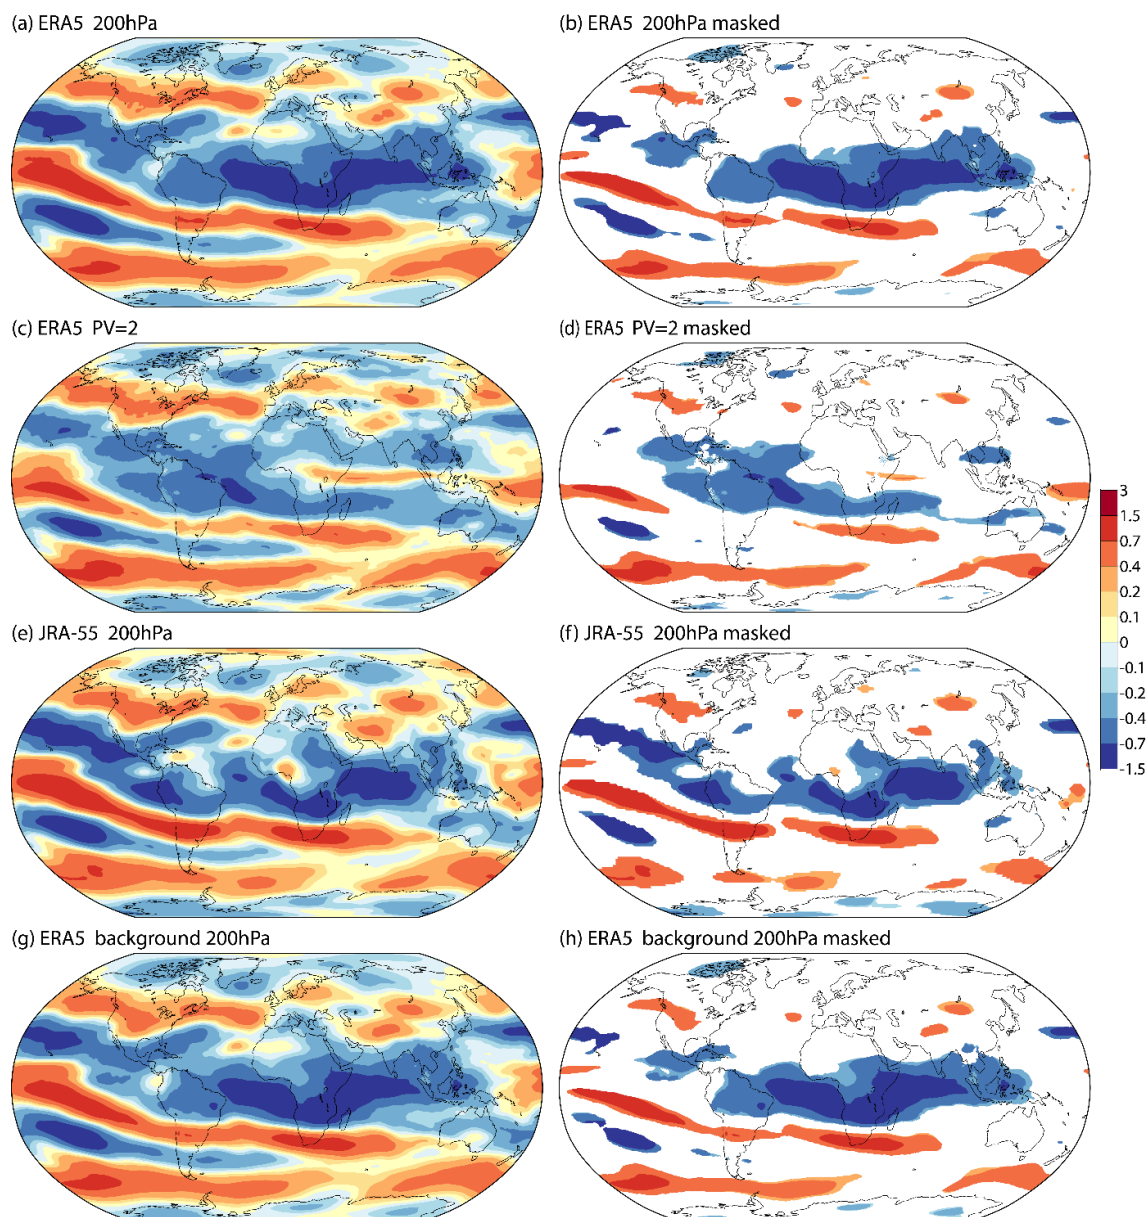 (a) ERA5 200hPa
(b) ERA5 200hPa masked
(c) ERA5 PV=2
(d) ERA5 PV=2 masked
3
1.5
0.7
0.4
0.2
0.1
0
-0.1
-0.2
-0.4
-0.7
-1.5
(e) JRA-55 200hPa
(f) JRA-55 200hPa masked
(g) ERA5 background 200hPa
(h) ERA5 background 200hPa masked